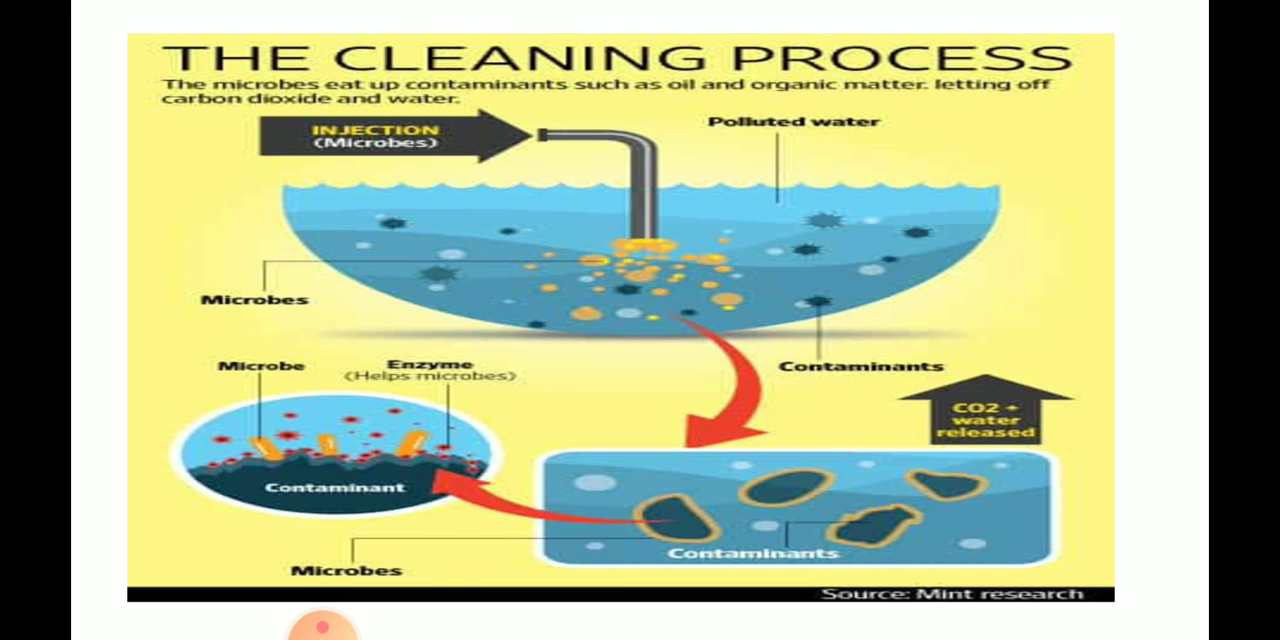 THE CLEANING PROCESS
The microbes eat up contaminants such as oil and organic matter. letting off
carbon dioxide and water.
INJECTION
(Microbes)
Polluted water
Microbes
Contaminants
Microbe
Enzyme
(Helps microbes)
CO2 +
water
released
Contaminant
Contaminants
Microbes
Source: Mint research